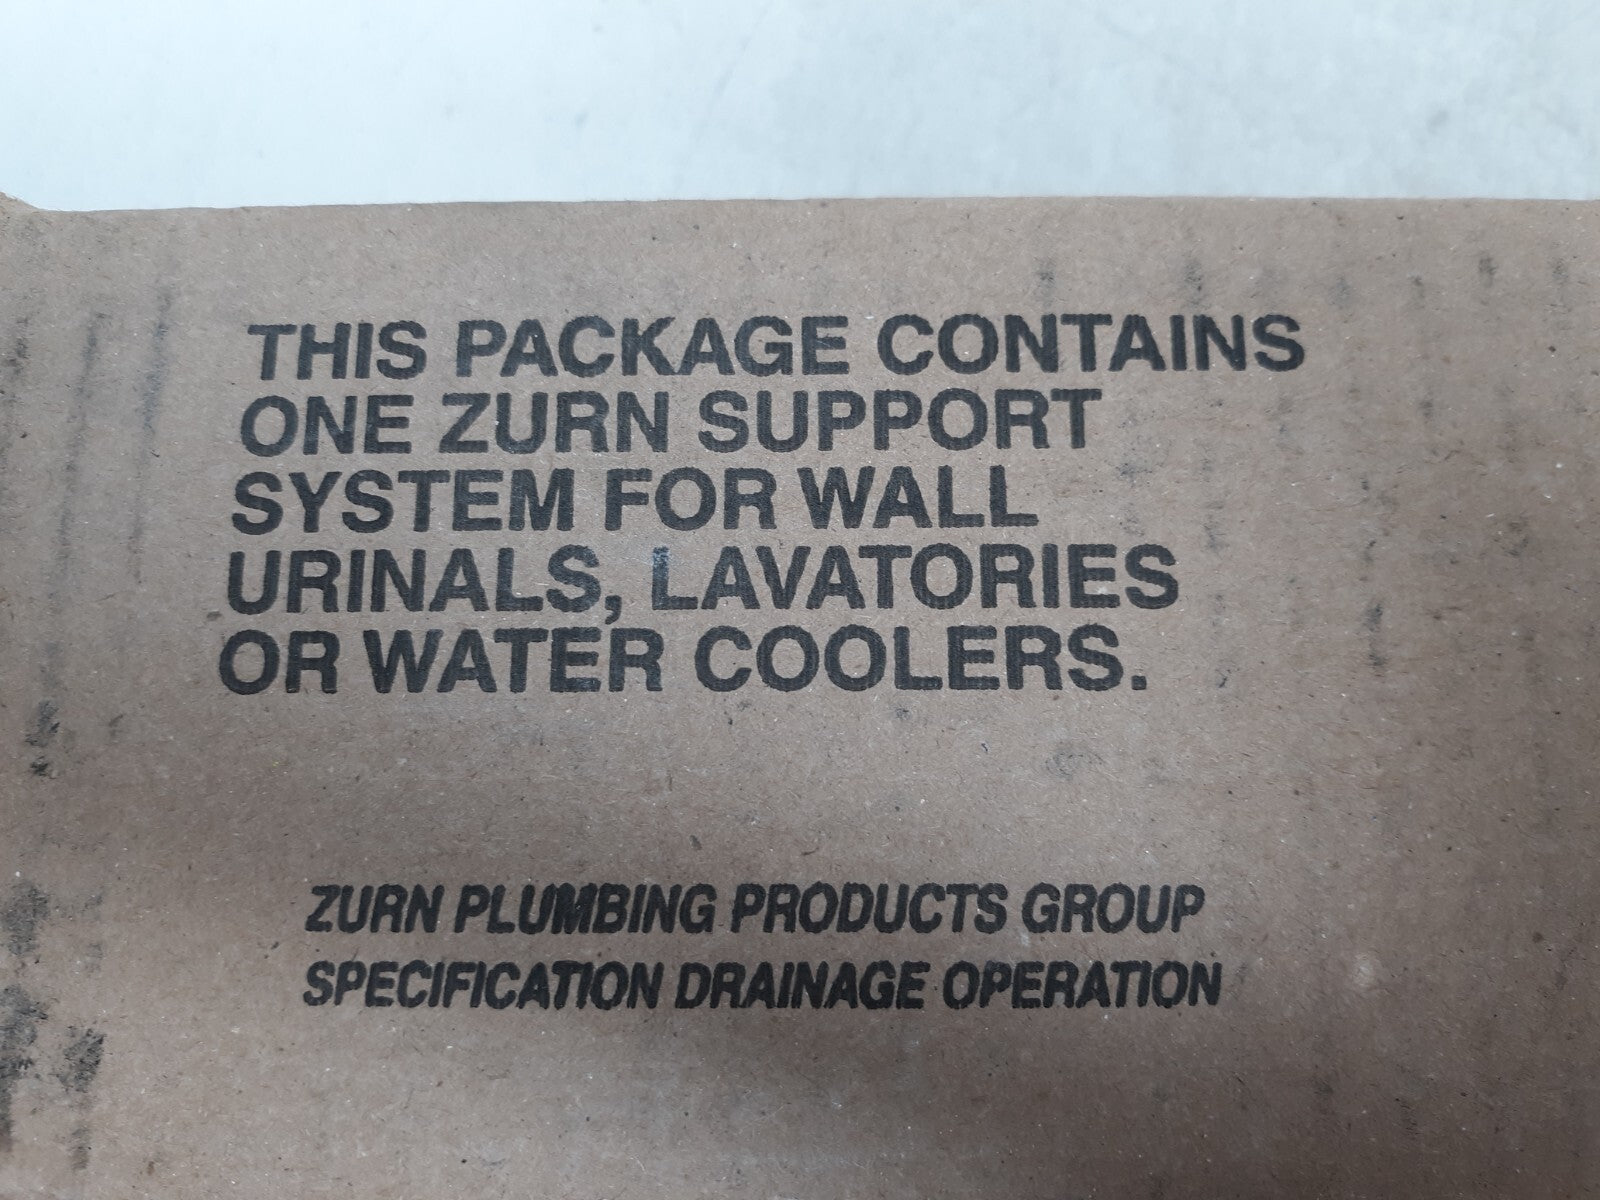 THIS PACKAGE CONTAINS
ONE ZURN SUPPORT
SYSTEM FOR WALL
URINALS, LAVATORIES
OR WATER COOLERS.
ZURN PLUMBING PRODUCTS GROUP
SPECIFICATION DRAINAGE OPERATION